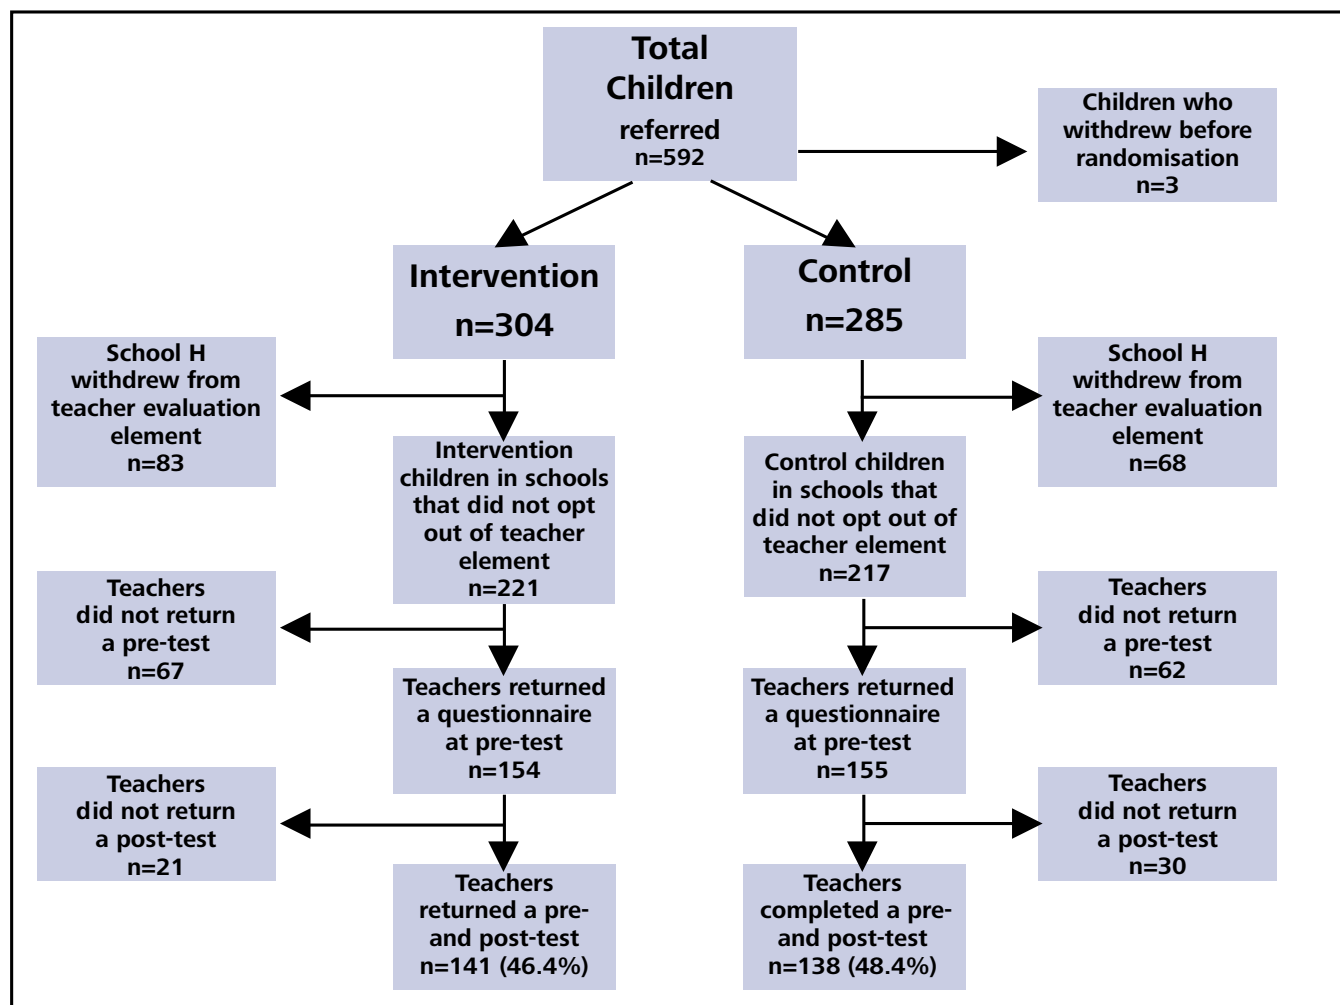 Total
Children
referred
n=592
Children who
withdrew before
randomisation
n=3
Intervention
n=304
Control
n=285
School H
withdrew from
teacher evaluation
element
n=83
School H
withdrew from
teacher evaluation
element
n=68
Intervention
children in schools
that did not opt
out of teacher
element
n=221
Control children
in schools that
did not opt out of
teacher element
n=217
Teachers
did not return
a pre-test
n=67
Teachers
did not return
a pre-test
n=62
Teachers returned
a questionnaire
at pre-test
n=154
Teachers returned
a questionnaire
at pre-test
n=155
Teachers
did not return
a post-test
n=21
Teachers
did not return
a post-test
n=30
Teachers
returned a pre-
and post-test
n=141 (46.4%)
Teachers
completed a pre-
and post-test
n=138 (48.4%)